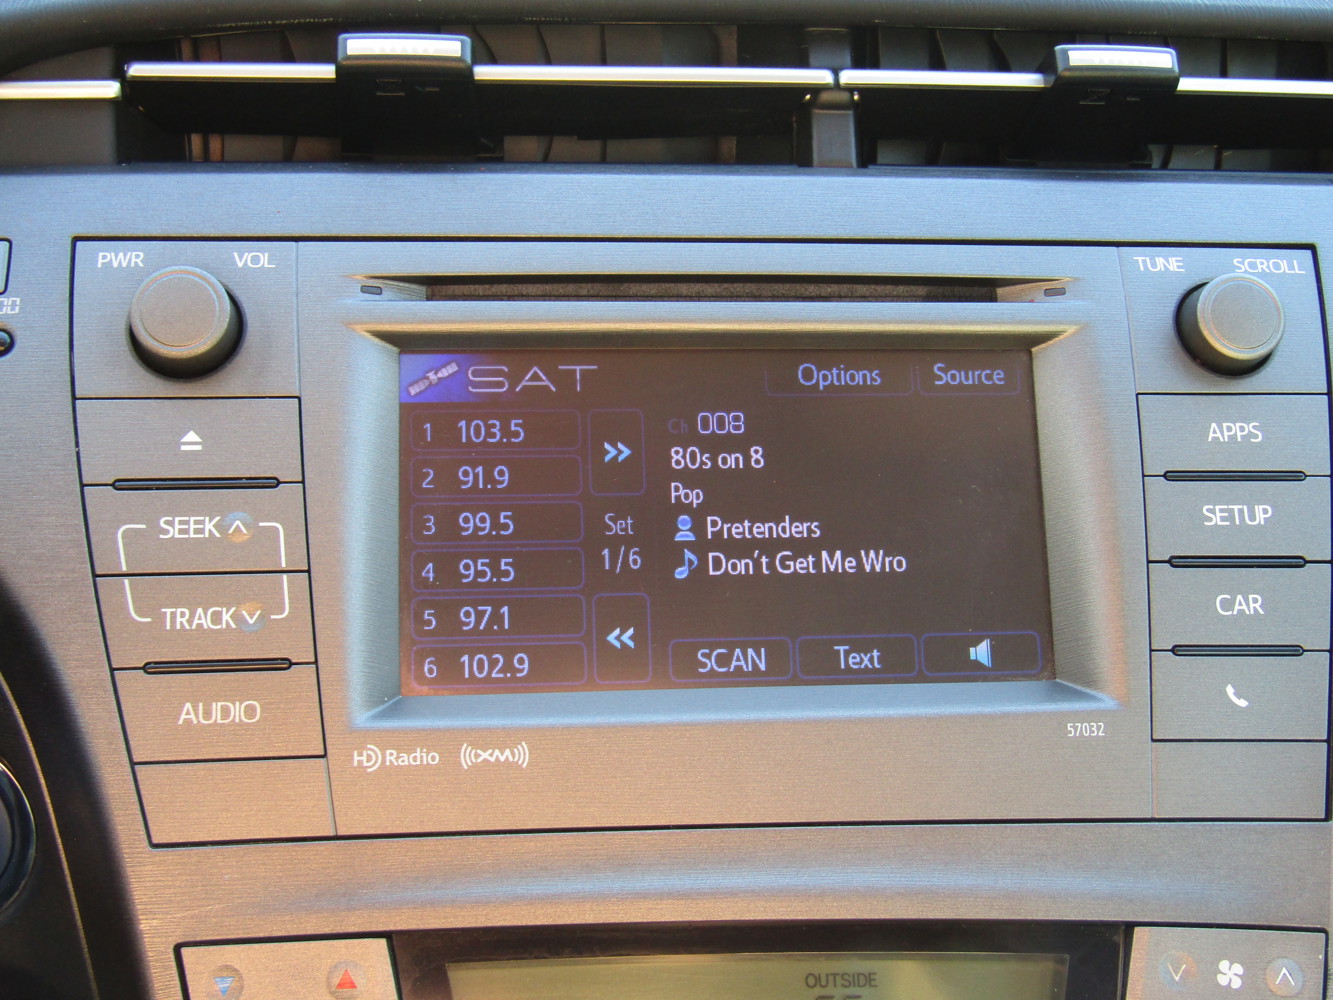 PWR VOL
TUNE SCROLL
SAT Options Source
1 103.5
2 91.9
3 99.5
4 95.5
5 97.1
6 102.9
Set
1/6
Ch 008
80s on 8
Pop
Pretenders
Don't Get Me Wro
SCAN Text
SEEK
TRACK
AUDIO
APPS
SETUP
CAR
57032
HD Radio ((XM))
OUTSIDE